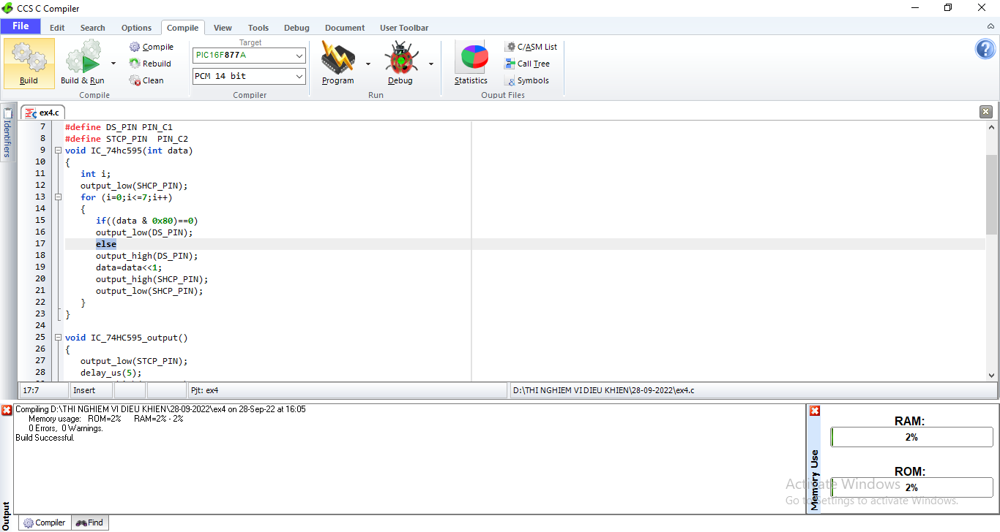 CCS C Compiler
File Edit Search Options Compile View Tools Debug Document User Toolbar
Build
Build & Run
Compile
Rebuild
Clean
Compile
Target
PIC16F877A
PCM 14 bit
Compiler
Program
Debug
Run
Statistics
C/ASM List
Call Tree
Symbols
Ouput Files
Identifiers
ex4.c
7 #define DS_PIN PIN_C1
8 #define STCP_PIN PIN_C2
9 void IC_74hc595(int data)
10 {
11 int i;
12 output_low(SHCP_PIN);
13 for (i=0;i<=7;i++)
14 {
15 if((data & 0x80)==0)
16 output_low(DS_PIN);
17 else
18 output_high(DS_PIN);
19 data=data<<1;
20 output_high(SHCP_PIN);
21 output_low(SHCP_PIN);
22 }
23 }
24
25 void IC_74HC595_output()
26 {
27 output_low(STCP_PIN);
28 delay_us(5);
17:7 Insert Pjt: ex4 D:\THI NGHIEM VI DIEU KHIEN\28-09-2022\ex4.c
Compiling D:\THI NGHIEM VI DIEU KHIEN\28-09-2022\ex4 on 28-Sep-22 at 16:05
Memory usage: ROM=2% RAM=2% - 2%
0 Errors, 0 Warnings.
Build Successful.
Output
Compiler Find
Memory Use
RAM:
2%
ROM:
2%
Activate Windows
Go to Settings to activate Windows.